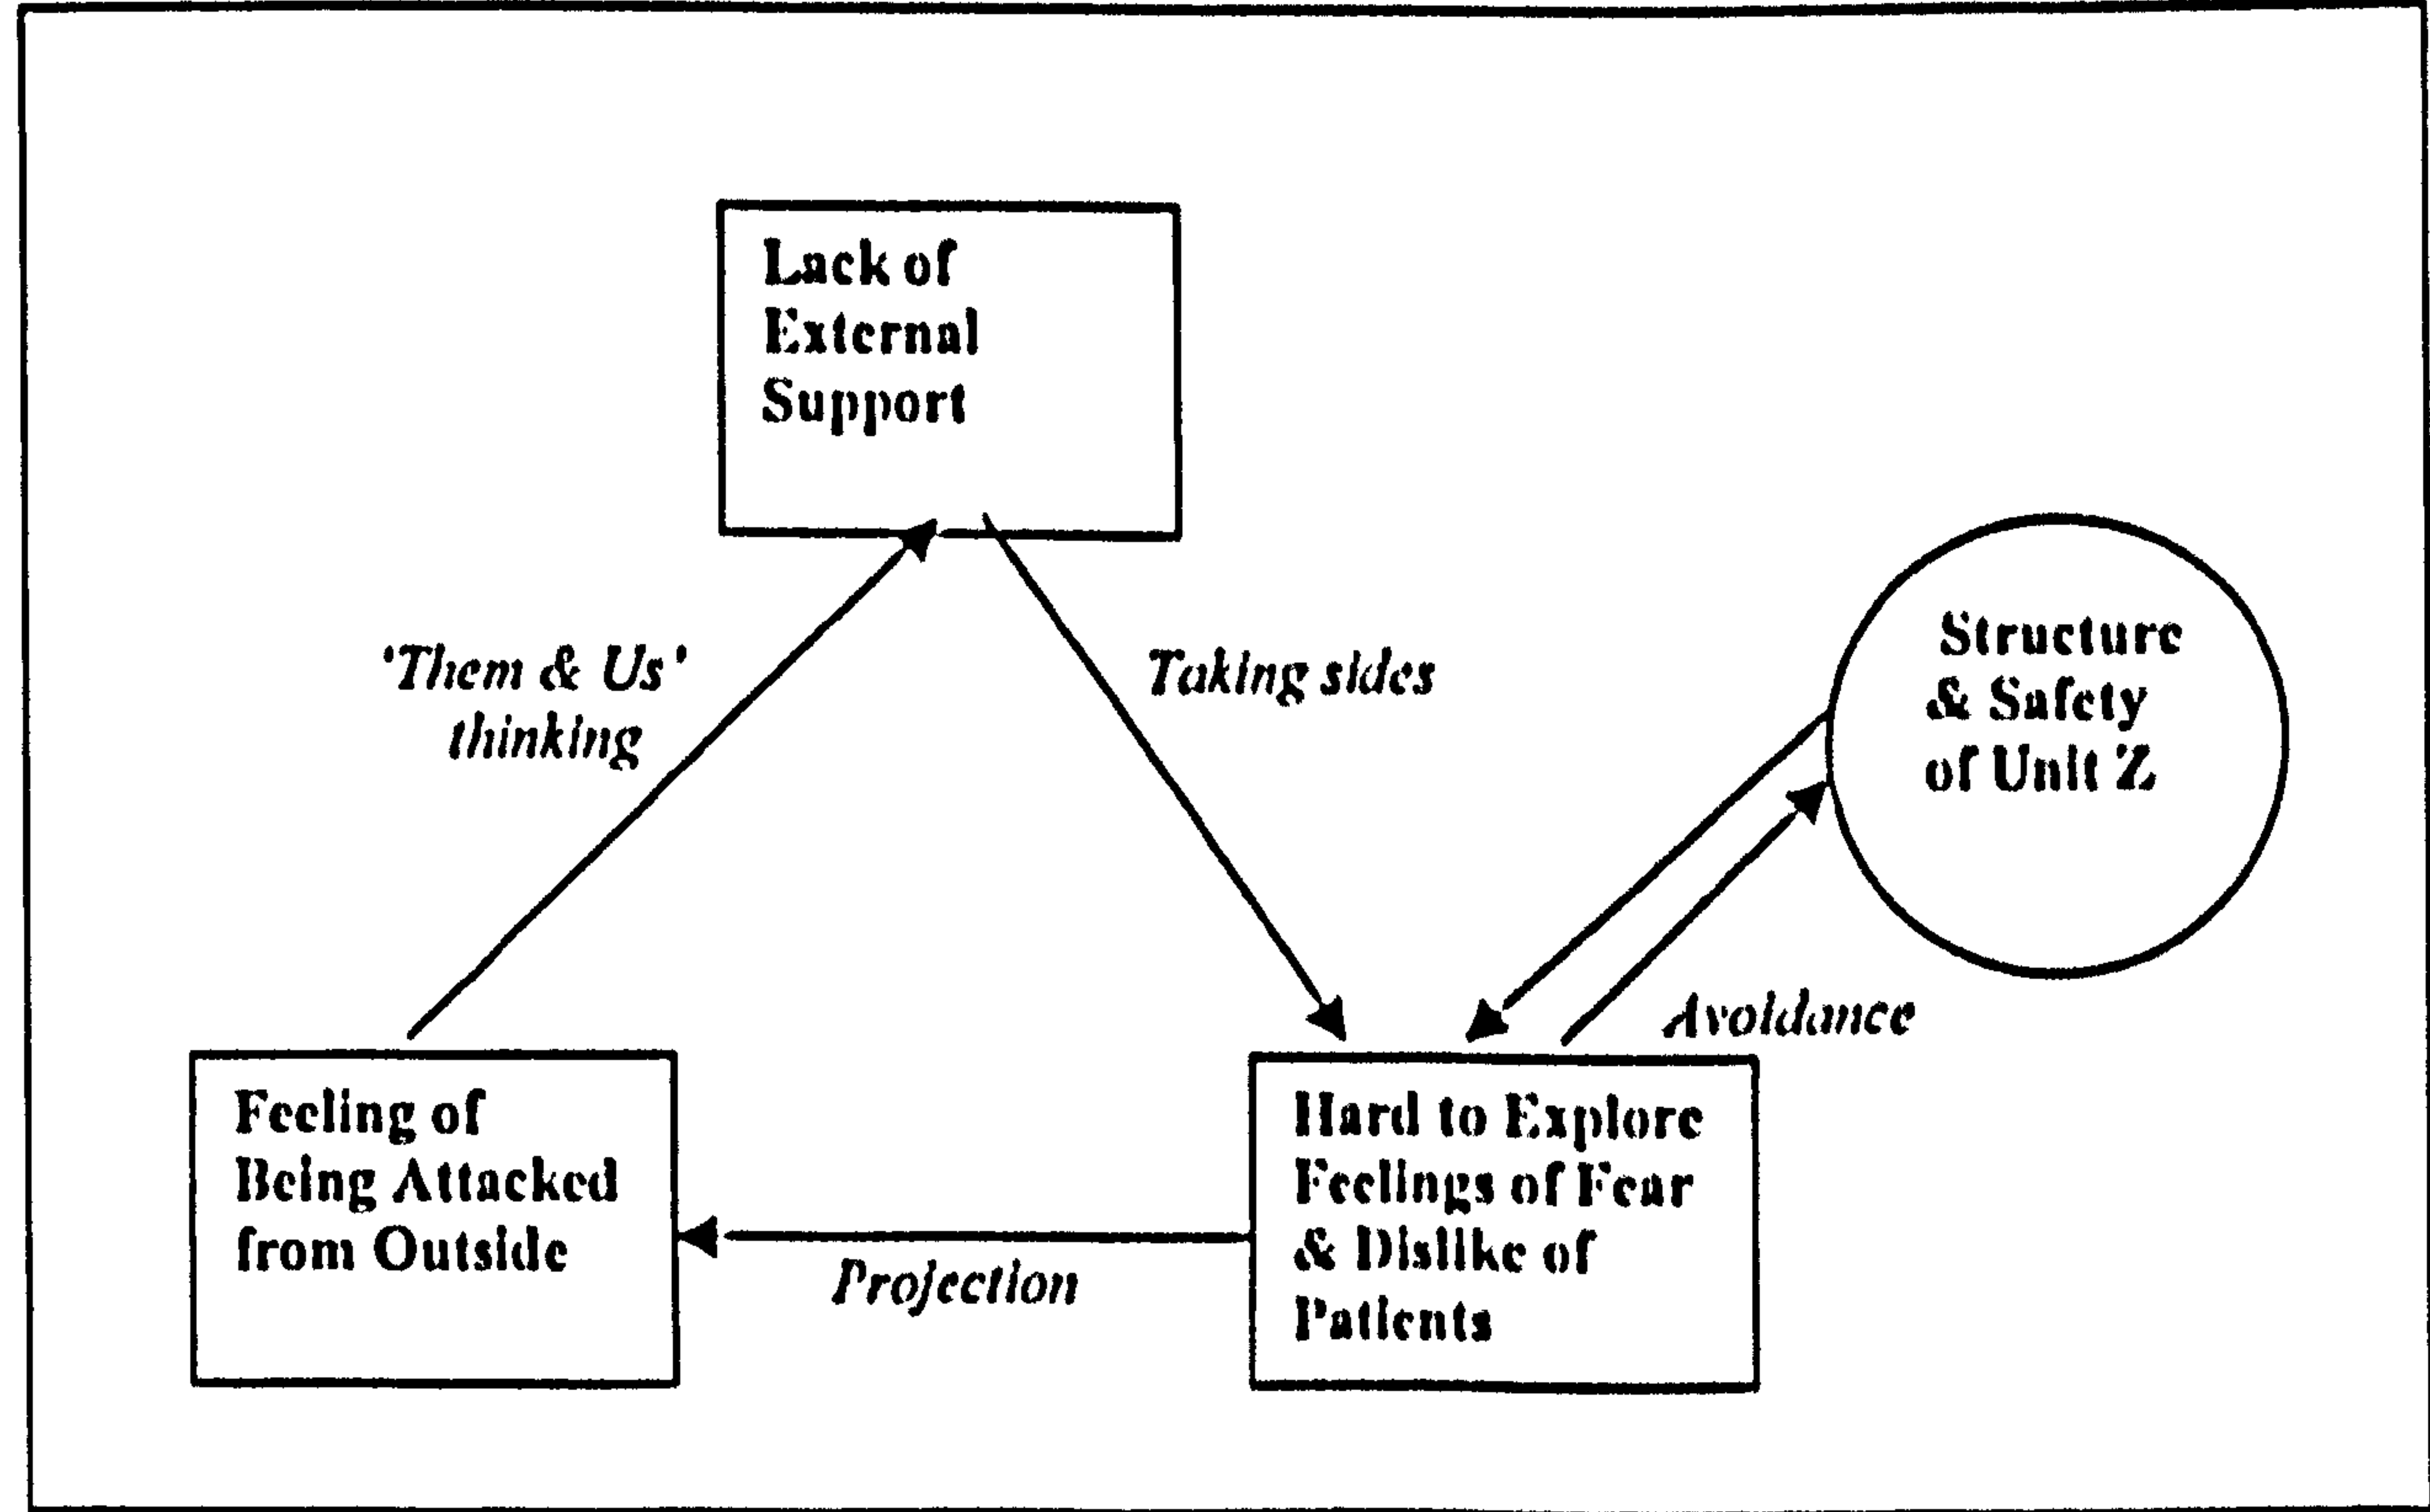 Lack of
External
Support
'Them & Us'
thinking
Taking sides
Structure
& Safety
of Unit Z
Avoidance
Feeling of
Being Attacked
from Outside
Projection
Hard to Explore
Feelings of Fear
& Dislike of
Patients